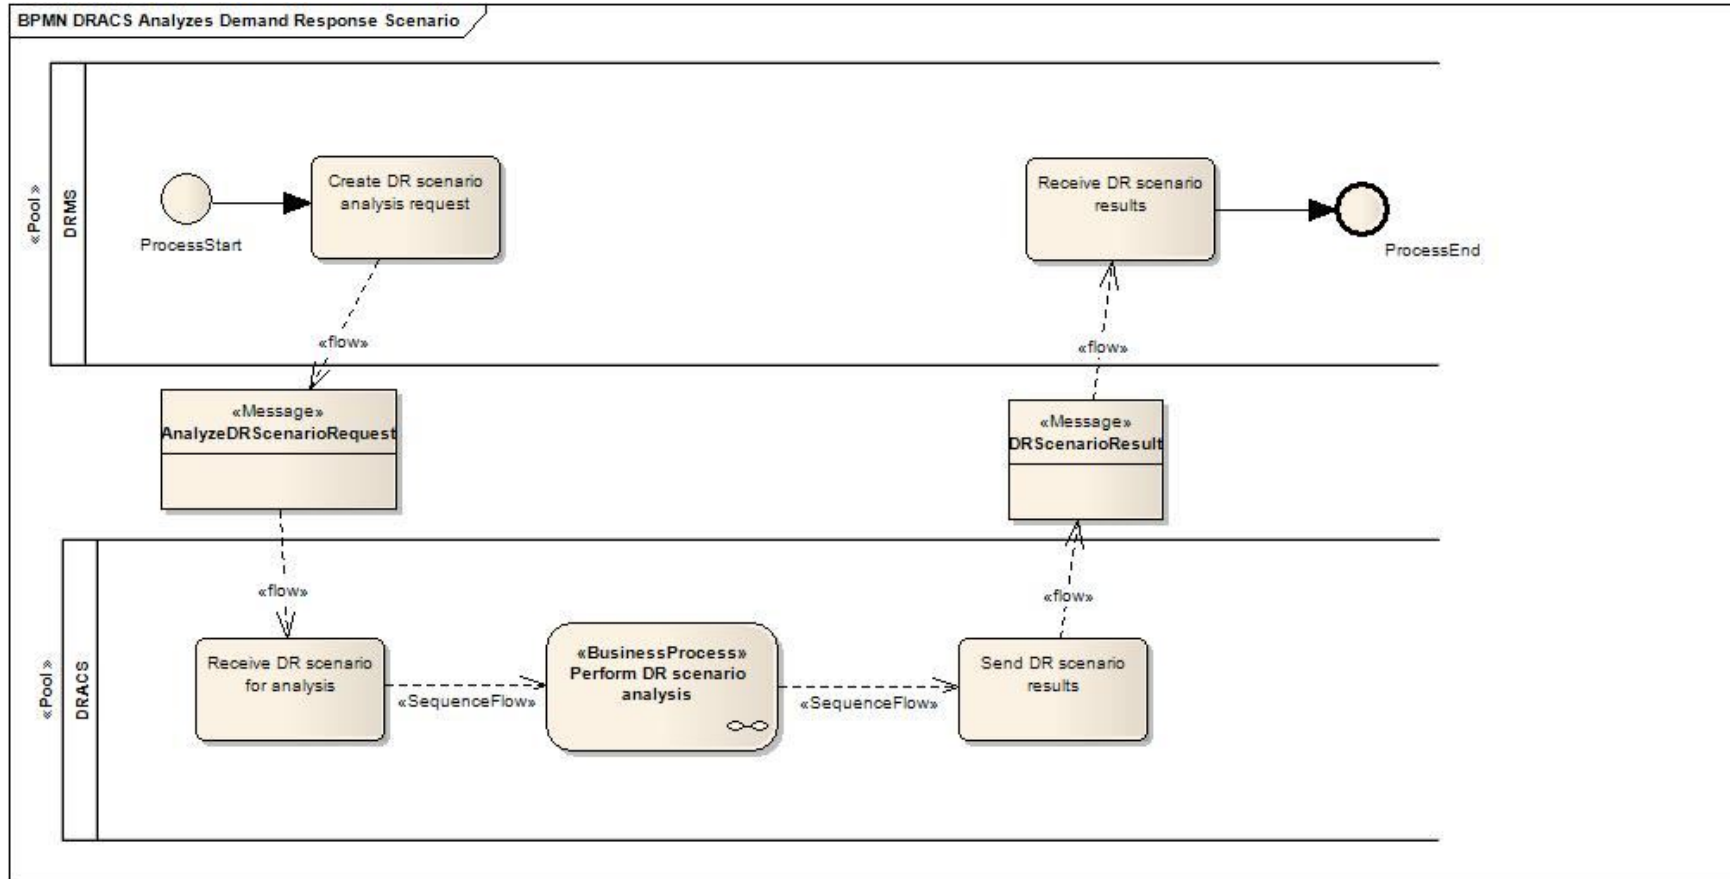 BPMN DRACS Analyzes Demand Response Scenario
«Pool»
DRMS
ProcessStart
Create DR scenario
analysis request
Receive DR scenario
results
ProcessEnd
«flow»
«flow»
«Message»
AnalyzeDRScenarioRequest
«Message»
DRScenarioResult
«Pool»
DRACS
«flow»
«flow»
Receive DR scenario
for analysis
«SequenceFlow»
«BusinessProcess»
Perform DR scenario
analysis
«SequenceFlow»
Send DR scenario
results